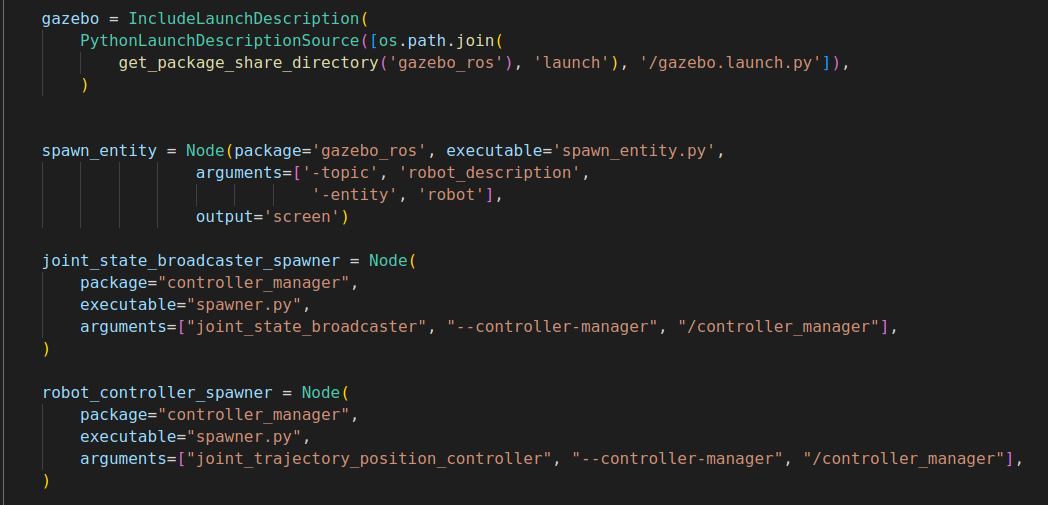 gazebo = IncludeLaunchDescription(
PythonLaunchDescriptionSource([os.path.join(
get_package_share_directory('gazebo_ros'), 'launch'), '/gazebo.launch.py']),
)
spawn_entity = Node(package='gazebo_ros', executable='spawn_entity.py',
arguments=['-topic', 'robot_description',
'-entity', 'robot'],
output='screen')
joint_state_broadcaster_spawner = Node(
package="controller_manager",
executable="spawner.py",
arguments=["joint_state_broadcaster", "--controller-manager", "/controller_manager"],
)
robot_controller_spawner = Node(
package="controller_manager",
executable="spawner.py",
arguments=["joint_trajectory_position_controller", "--controller-manager", "/controller_manager"],
)